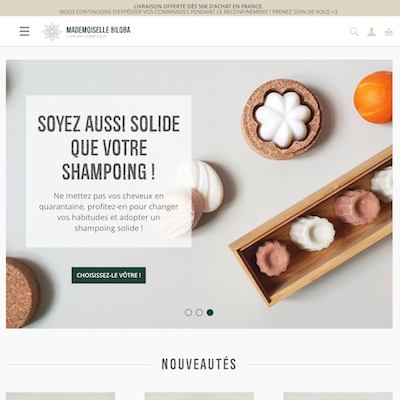 LIVRAISON OFFERTE DÈS 50€ D'ACHAT EN FRANCE.
NOUS CONTINUONS D'EXPÉDIER VOS COMMANDES PENDANT LE RECONFINEMENT ! PRENEZ SOIN DE VOUS <3
MADEMOISELLE BILOBA
SOYEZ AUSSI SOLIDE
QUE VOTRE
SHAMPOING !
Ne mettez pas vos cheveux en
quarantaine, profitez-en pour changer
vos habitudes et adopter un
shampoing solide !
CHOISISSEZ-LE VÔTRE !
NOUVEAUTÉS